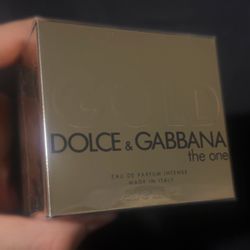 GOLD
DOLCE & GABBANA
the one
EAU DE PARFUM INTENSE
MADE IN ITALY